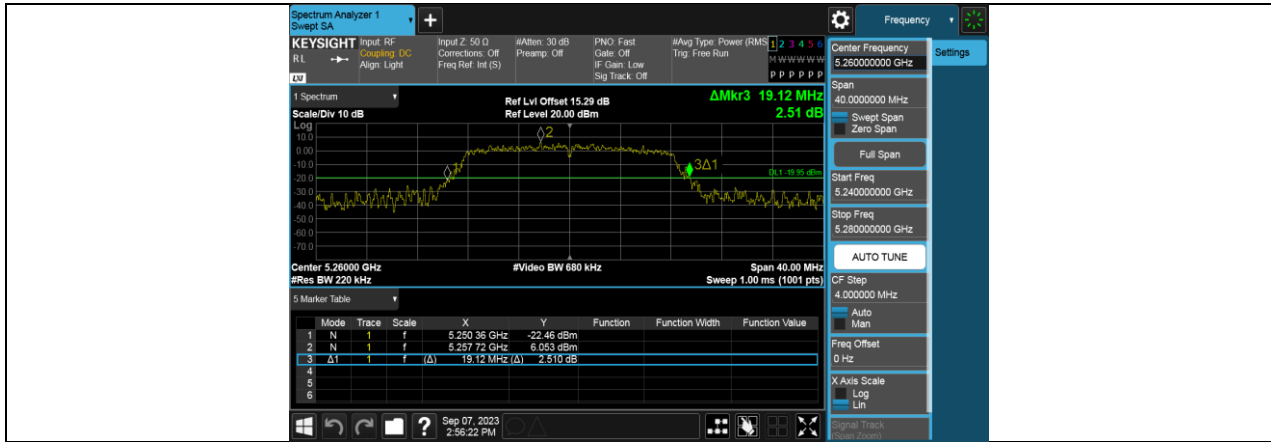 Spectrum Analyzer 1
Swept SA
+
Frequency
KEYSIGHT
Input: RF
Coupling: DC
Align: Light
Input Z: 50 Ω
Corrections: Off
Freq Ref: Int (S)
#Atten: 30 dB
Preamp: Off
PNO: Fast
Gate: Off
IF Gain: Low
Sig Track: Off
#Avg Type: Power (RMS
Trig: Free Run
1 2 3 4 5 6
M W W W W W
P P P P P P
RL
LXI
1 Spectrum
Scale/Div 10 dB
Ref Lvl Offset 15.29 dB
Ref Level 20.00 dBm
ΔMkr3 19.12 MHz
2.51 dB
Log
10.0
0.00
-10.0
-20.0
-30.0
-40.0
-50.0
-60.0
-70.0
1
2
3Δ1
DL1 -19.95 dBm
Center 5.26000 GHz
#Video BW 680 kHz
Span 40.00 MHz
#Res BW 220 kHz
Sweep 1.00 ms (1001 pts)
5 Marker Table
Mode Trace Scale X Y Function Function Width Function Value
1 N 1 f 5.250 36 GHz -22.46 dBm
2 N 1 f 5.257 72 GHz 6.053 dBm
3 Δ1 1 f (Δ) 19.12 MHz (Δ) 2.510 dB
4
5
6
?
Sep 07, 2023
2:56:22 PM
Center Frequency
5.260000000 GHz
Settings
Span
40.0000000 MHz
Swept Span
Zero Span
Full Span
Start Freq
5.240000000 GHz
Stop Freq
5.280000000 GHz
AUTO TUNE
CF Step
4.000000 MHz
Auto
Man
Freq Offset
0 Hz
X Axis Scale
Log
Lin
Signal Track
(Span Zoom)